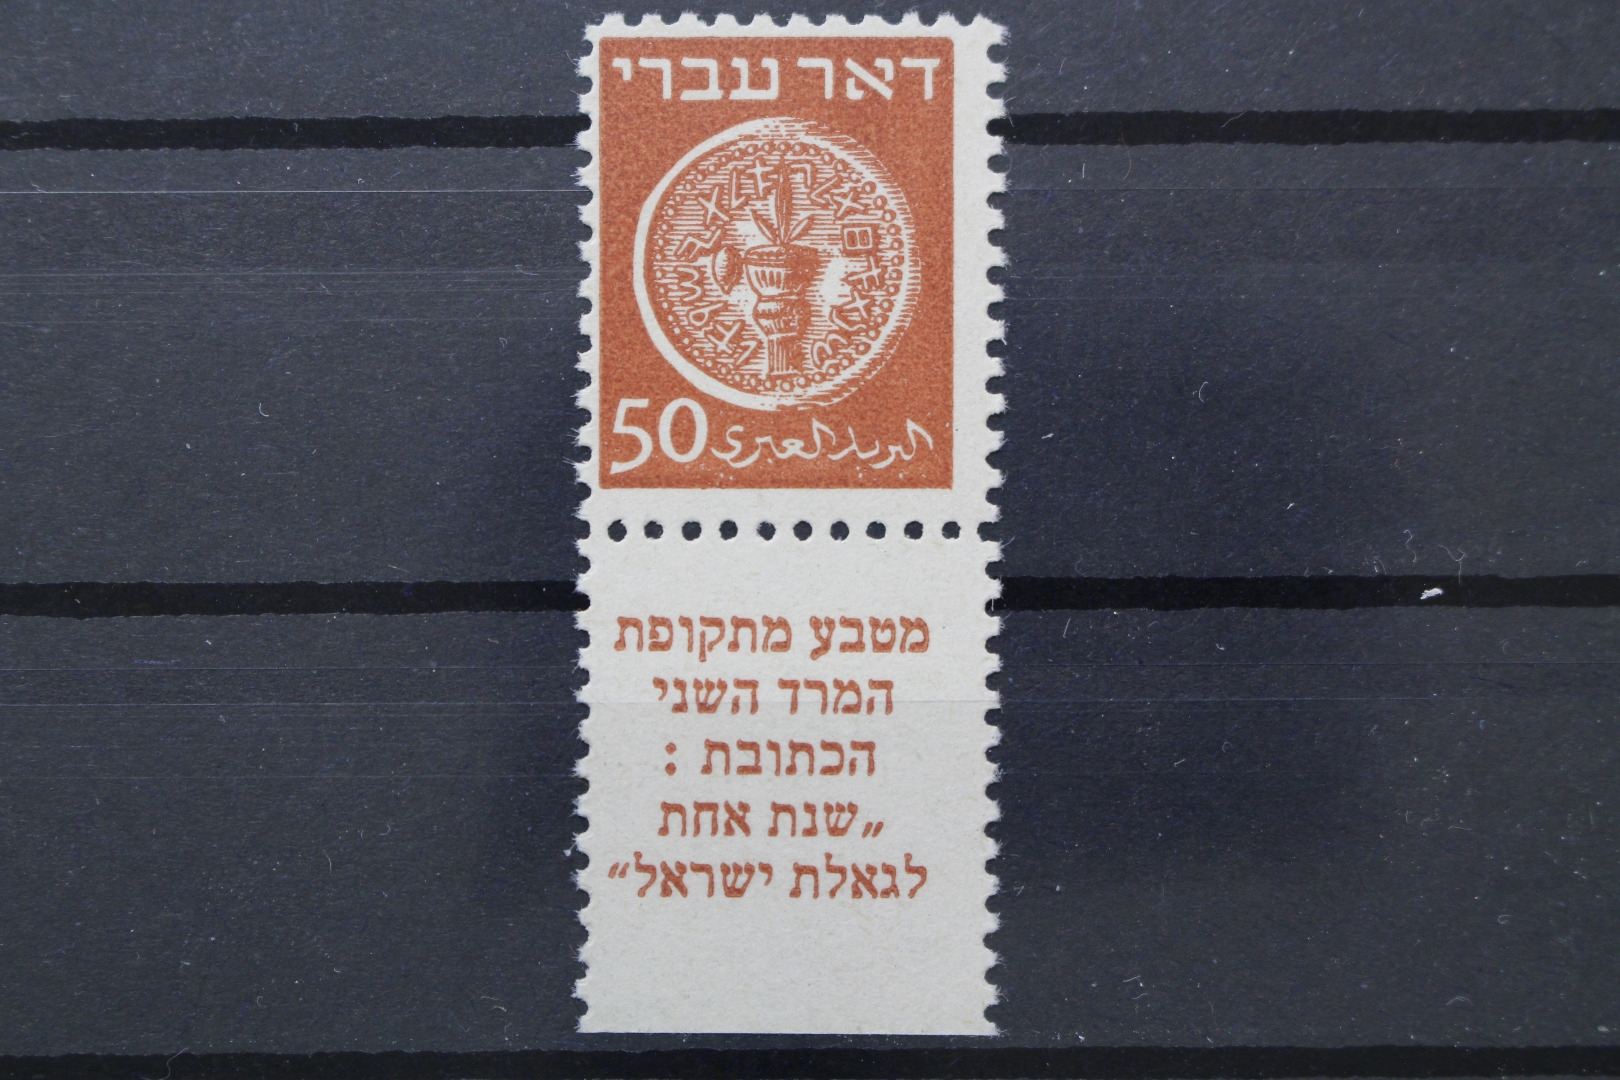 דאר עברי
50 البريد العبري
מטבע מתקופת
המרד השני
הכתובת :
„שנת אחת
לגאלת ישראל“